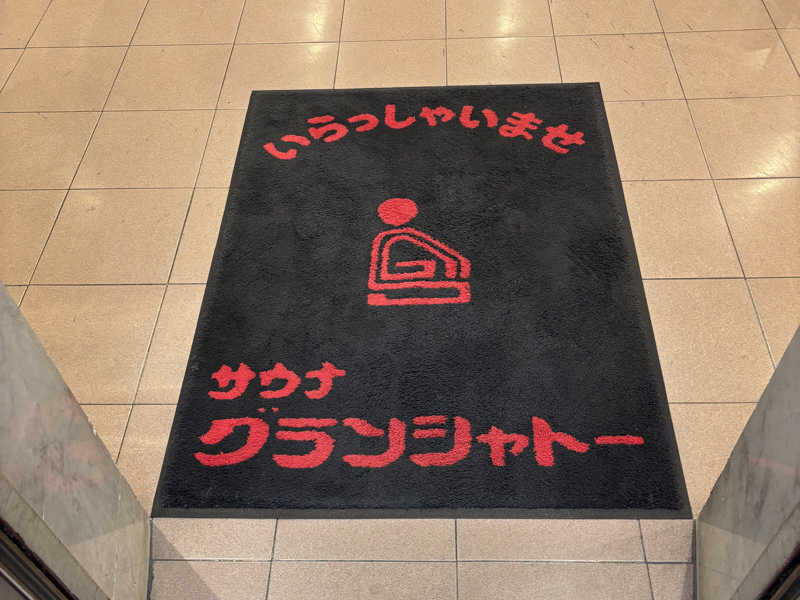 いらっしゃいませ
サウナ
グランシャトー